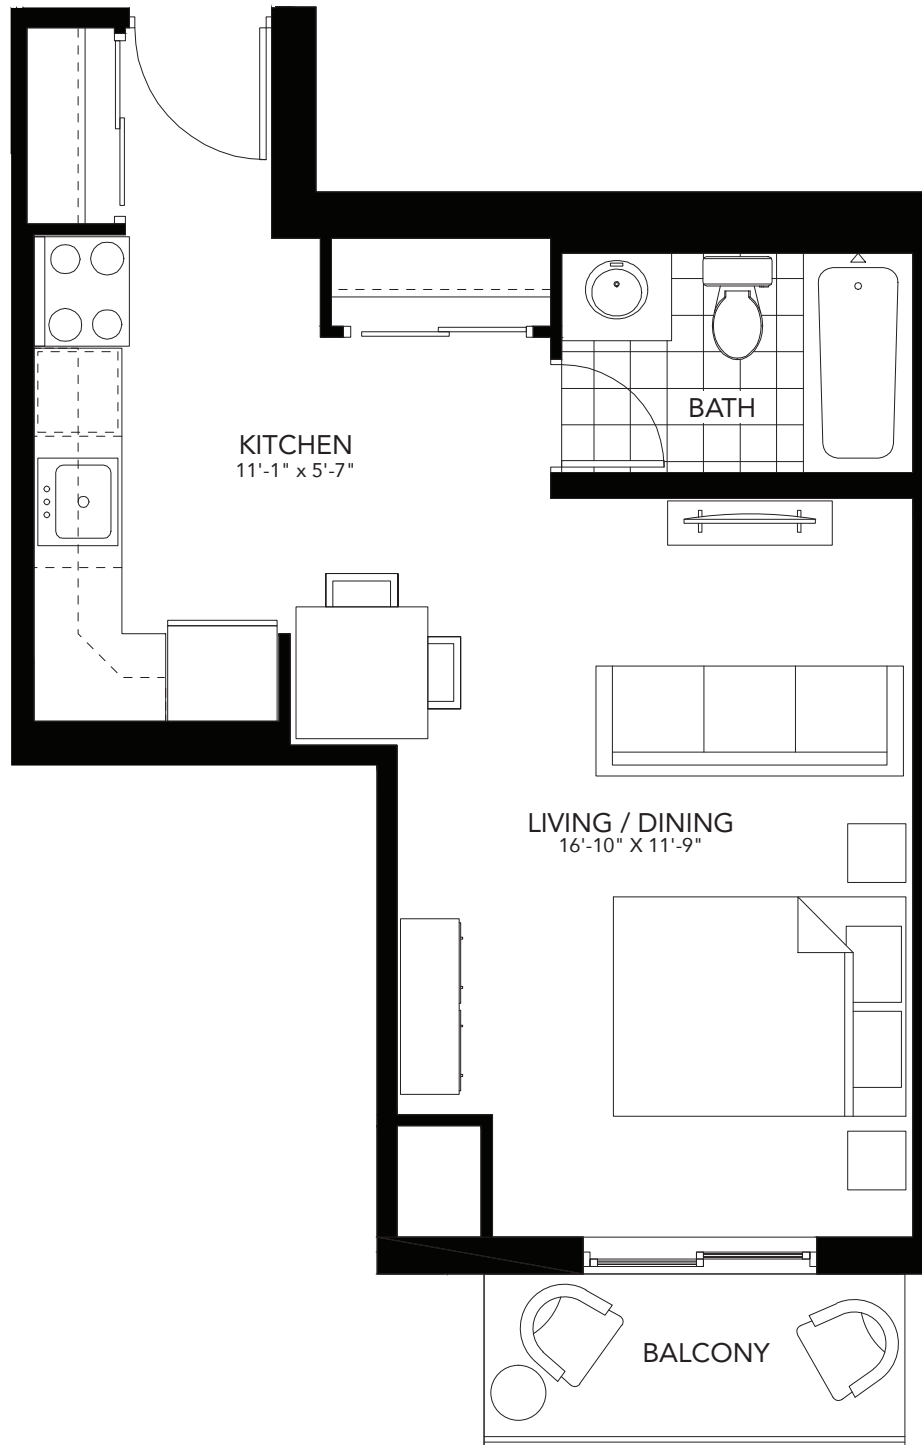 BATH
KITCHEN
11'-1" x 5'-7"
LIVING / DINING
16'-10" X 11'-9"
BALCONY